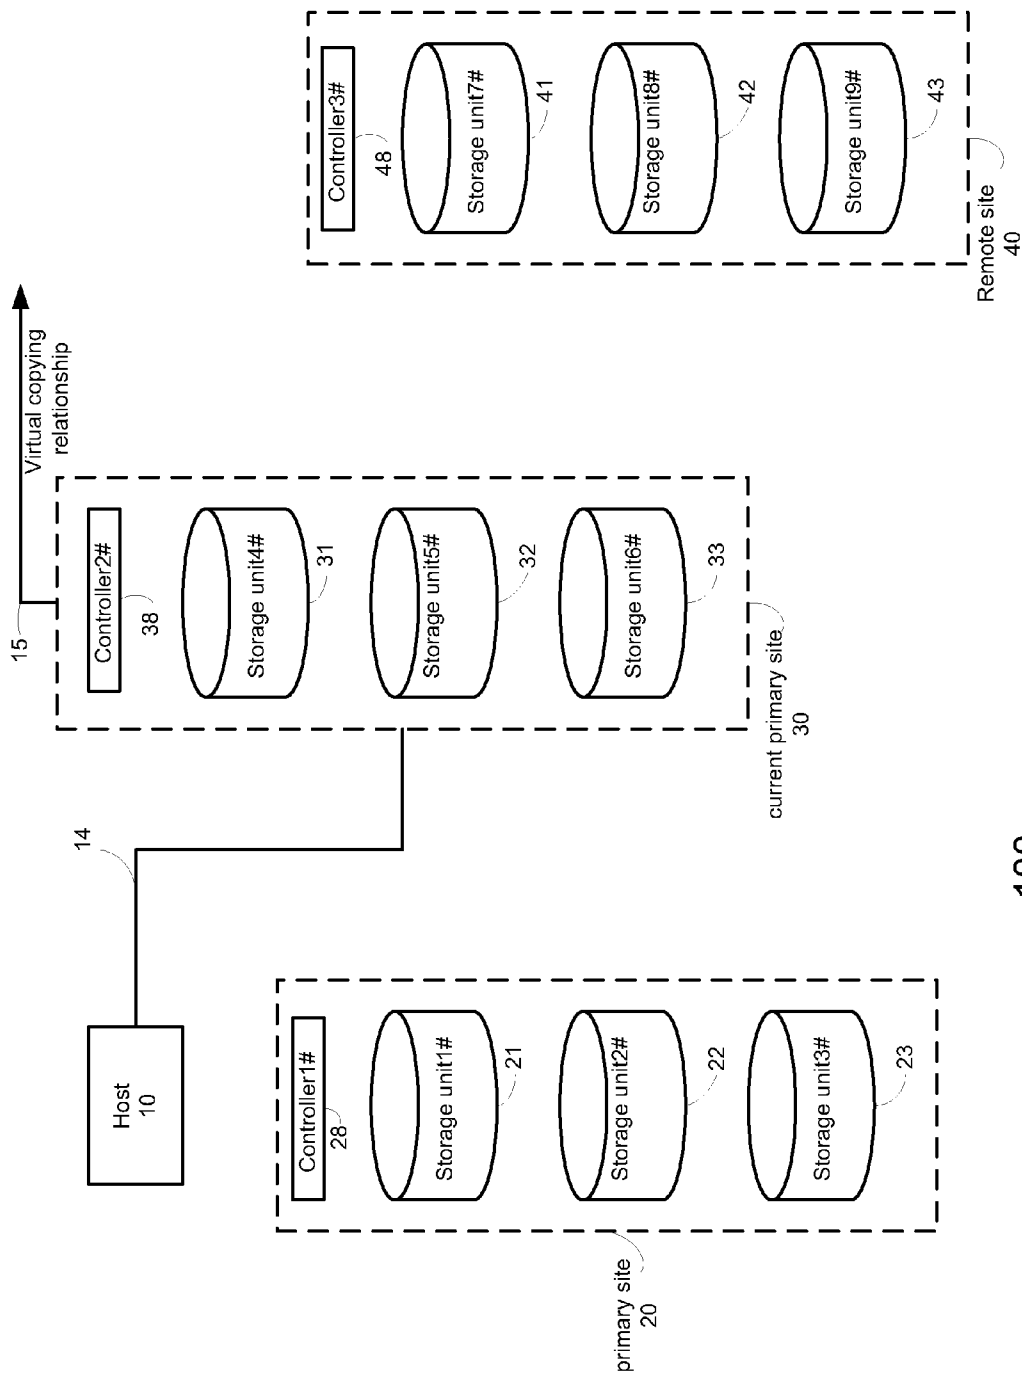 15
Virtual copying
relationship
Host
10
14
Controller2#
38
Storage unit4#
31
Storage unit5#
32
Storage unit6#
33
current primary site
30
Controller1#
28
Storage unit1#
21
Storage unit2#
22
Storage unit3#
23
primary site
20
Controller3#
48
Storage unit7#
41
Storage unit8#
42
Storage unit9#
43
Remote site
40